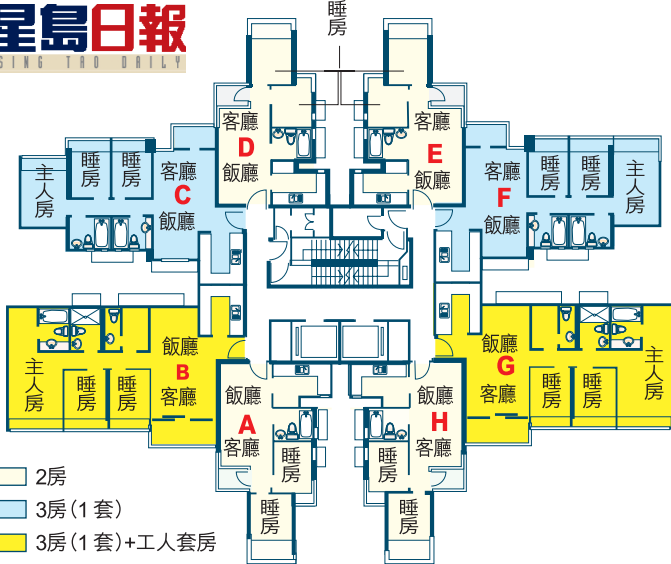 星島日報
SING TAO DAILY
睡房
客廳
D
飯廳
客廳
E
飯廳
主人房
睡房
睡房
客廳
C
飯廳
客廳
F
飯廳
睡房
睡房
主人房
主人房
睡房
睡房
飯廳
B
客廳
飯廳
G
客廳
睡房
睡房
主人房
飯廳
A
客廳
睡房
睡房
飯廳
H
客廳
睡房
睡房
2房
3房(1套)
3房(1套)+工人套房